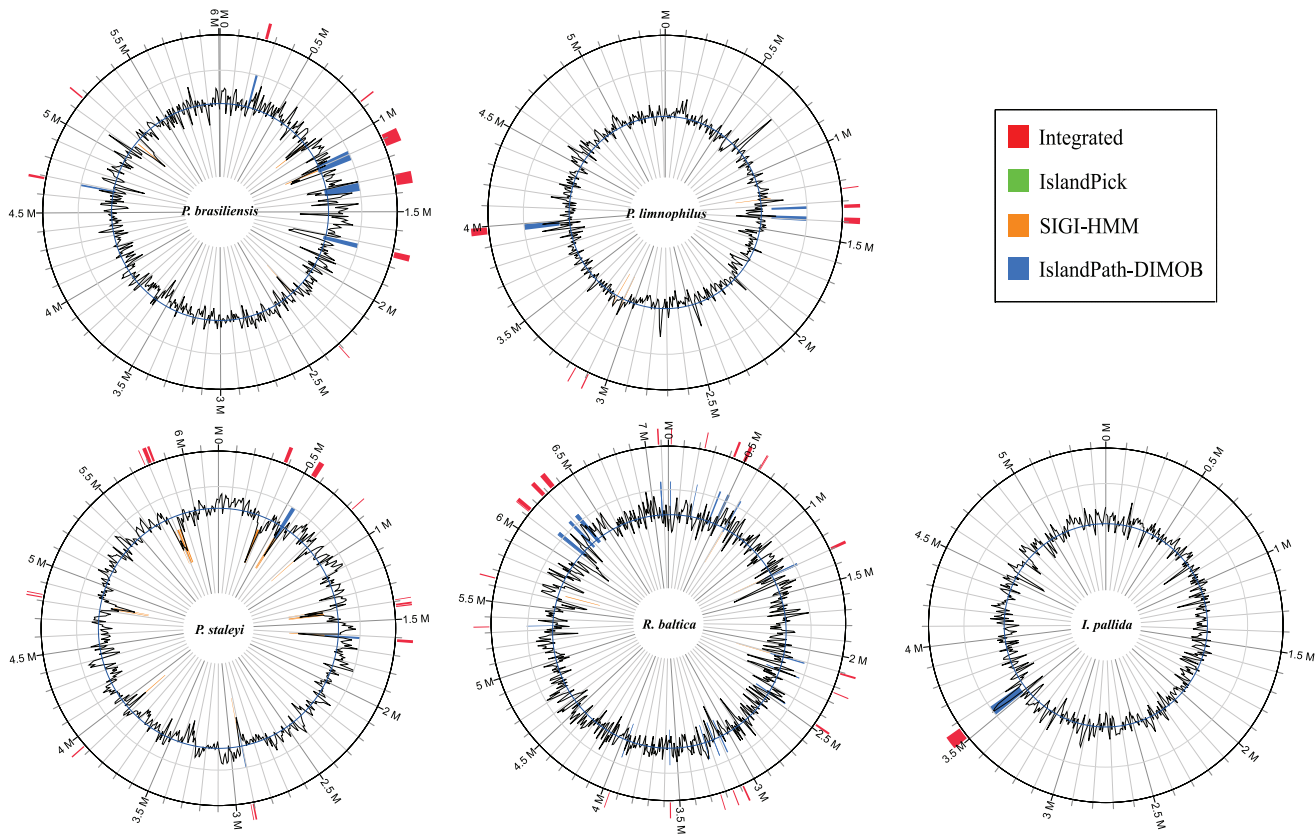 0 M
0.5 M
1 M
1.5 M
2 M
2.5 M
3 M
3.5 M
4 M
4.5 M
5 M
5.5 M
6 M
P. brasiliensis
0 M
0.5 M
1 M
1.5 M
2 M
2.5 M
3 M
3.5 M
4 M
4.5 M
5 M
P. limnophilus
Integrated
IslandPick
SIGI-HMM
IslandPath-DIMOB
0 M
0.5 M
1 M
1.5 M
2 M
2.5 M
3 M
3.5 M
4 M
4.5 M
5 M
5.5 M
6 M
P. staleyi
0 M
0.5 M
1 M
1.5 M
2 M
2.5 M
3 M
3.5 M
4 M
4.5 M
5 M
5.5 M
6 M
6.5 M
7 M
R. baltica
0 M
0.5 M
1 M
1.5 M
2 M
2.5 M
3 M
3.5 M
4 M
4.5 M
5 M
I. pallida